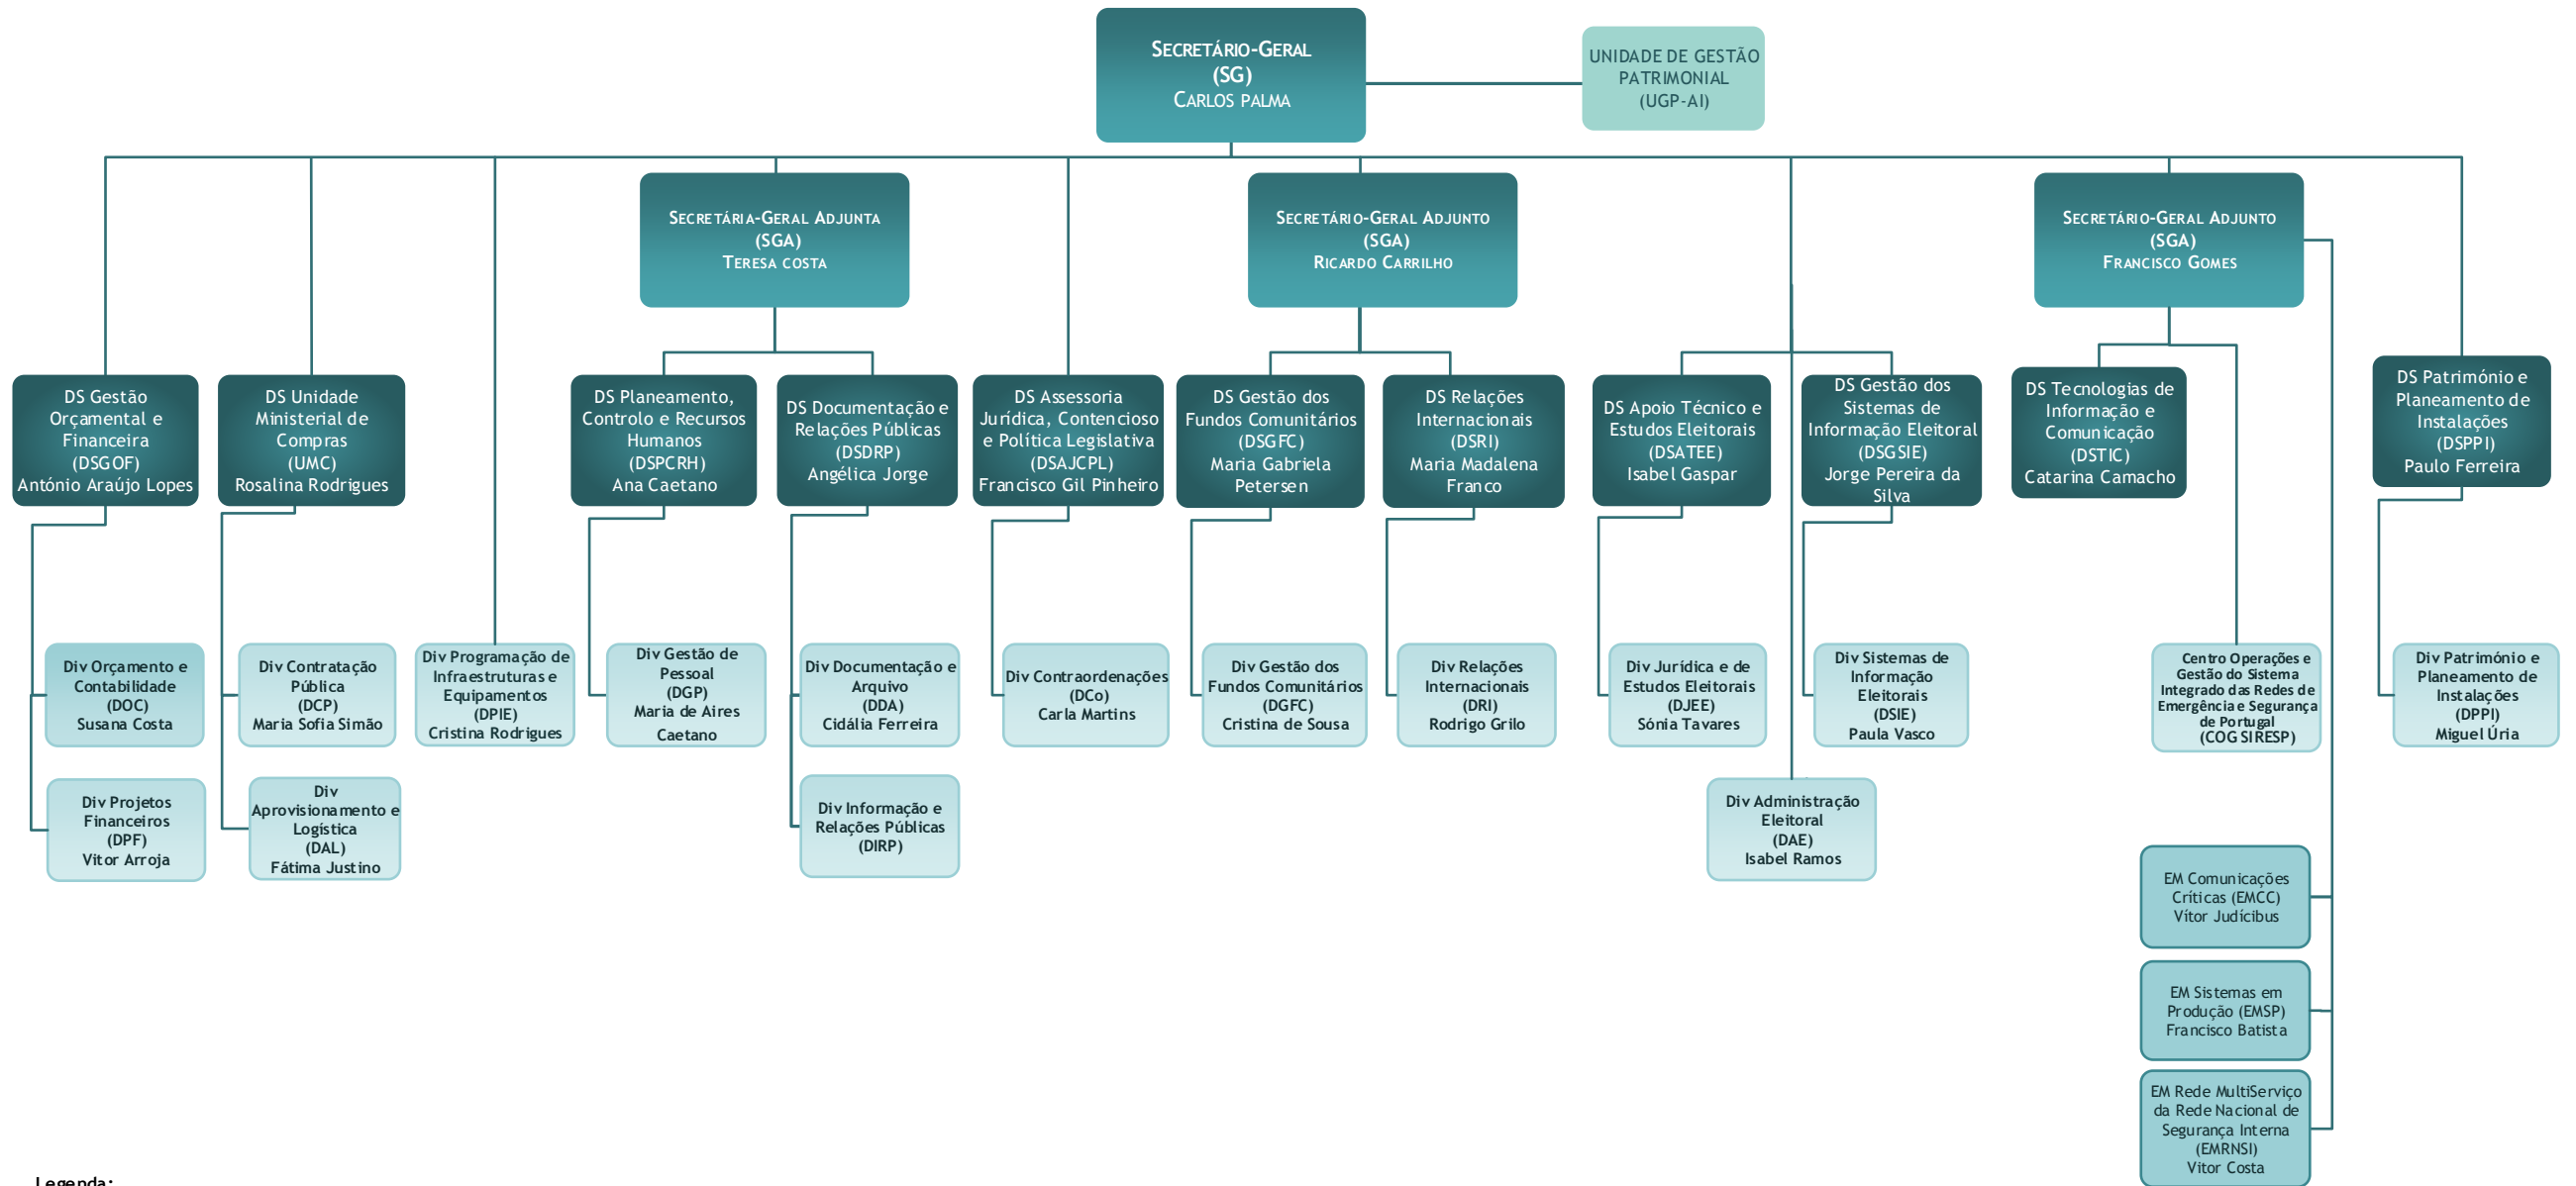 SECRETÁRIO-GERAL
(SG)
CARLOS PALMA
UNIDADE DE GESTÃO
PATRIMONIAL
(UGP-AI)
SECRETÁRIA-GERAL ADJUNTA
(SGA)
TERESA COSTA
SECRETÁRIO-GERAL ADJUNTO
(SGA)
RICARDO CARRILHO
SECRETÁRIO-GERAL ADJUNTO
(SGA)
FRANCISCO GOMES
DS Gestão
Orçamental e
Financeira
(DSGOF)
António Araújo Lopes
DS Unidade
Ministerial de
Compras
(UMC)
Rosalina Rodrigues
DS Planeamento,
Controlo e Recursos
Humanos
(DSPCRH)
Ana Caetano
DS Documentação e
Relações Públicas
(DSDRP)
Angélica Jorge
DS Assessoria
Jurídica, Contencioso
e Política Legislativa
(DSAJCPL)
Francisco Gil Pinheiro
DS Gestão dos
Fundos Comunitários
(DSGFC)
Maria Gabriela
Petersen
DS Relações
Internacionais
(DSRI)
Maria Madalena
Franco
DS Apoio Técnico e
Estudos Eleitorais
(DSATEE)
Isabel Gaspar
DS Gestão dos
Sistemas de
Informação Eleitoral
(DSGSIE)
Jorge Pereira da
Silva
DS Tecnologias de
Informação e
Comunicação
(DSTIC)
Catarina Camacho
DS Património e
Planeamento de
Instalações
(DSPPI)
Paulo Ferreira
Div Orçamento e
Contabilidade
(DOC)
Susana Costa
Div Contratação
Pública
(DCP)
Maria Sofia Simão
Div Programação de
Infraestruturas e
Equipamentos
(DPIE)
Cristina Rodrigues
Div Gestão de
Pessoal
(DGP)
Maria de Aires
Caetano
Div Documentação e
Arquivo
(DDA)
Cidália Ferreira
Div Contraordenações
(DCo)
Carla Martins
Div Gestão dos
Fundos Comunitários
(DGFC)
Cristina de Sousa
Div Relações
Internacionais
(DRI)
Rodrigo Grilo
Div Jurídica e de
Estudos Eleitorais
(DJEE)
Sónia Tavares
Div Sistemas de
Informação
Eleitorais
(DSIE)
Paula Vasco
Centro Operações e
Gestão do Sistema
Integrado das Redes de
Emergência e Segurança
de Portugal
(COG SIRESP)
Div Património e
Planeamento de
Instalações
(DPPI)
Miguel Úria
Div Projetos
Financeiros
(DPF)
Vitor Arroja
Div
Aprovisionamento e
Logística
(DAL)
Fátima Justino
Div Informação e
Relações Públicas
(DIRP)
Div Administração
Eleitoral
(DAE)
Isabel Ramos
EM Comunicações
Críticas (EMCC)
Vítor Judícibus
EM Sistemas em
Produção (EMSP)
Francisco Batista
EM Rede MultiServiço
da Rede Nacional de
Segurança Interna
(EMRNSI)
Vitor Costa
Legenda: